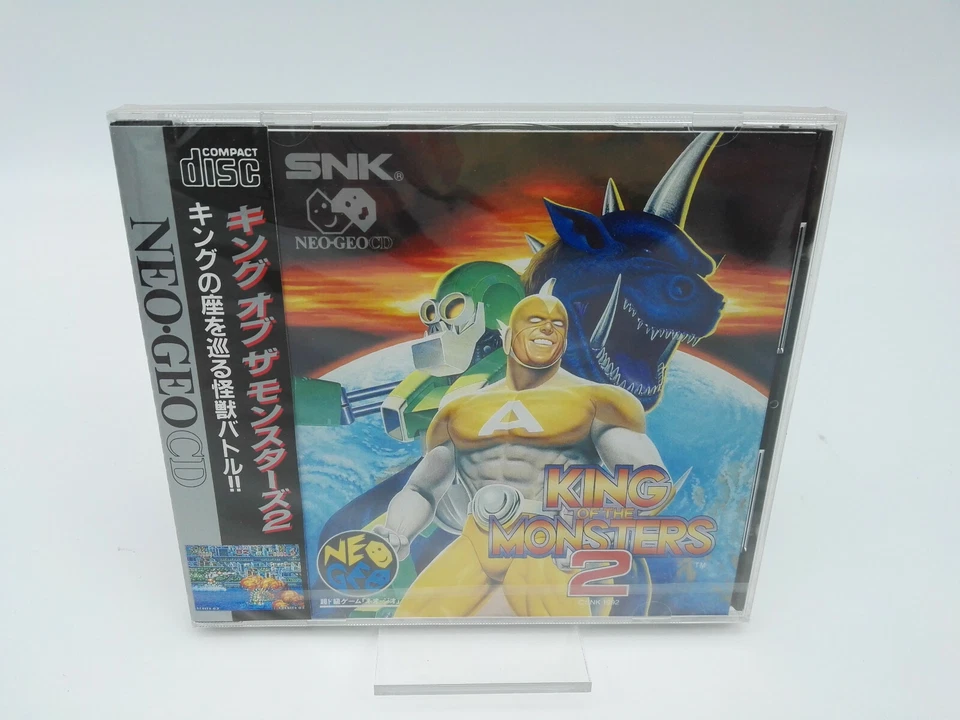 COMPACT
disc
NEO·GEO CD
キング オブ ザ モンスターズ2
キングの座を巡る怪獣バトル!!
SNK®
NEO·GEO CD
A
KING
OF THE
MONSTERS
2
TM
NEO
GEO